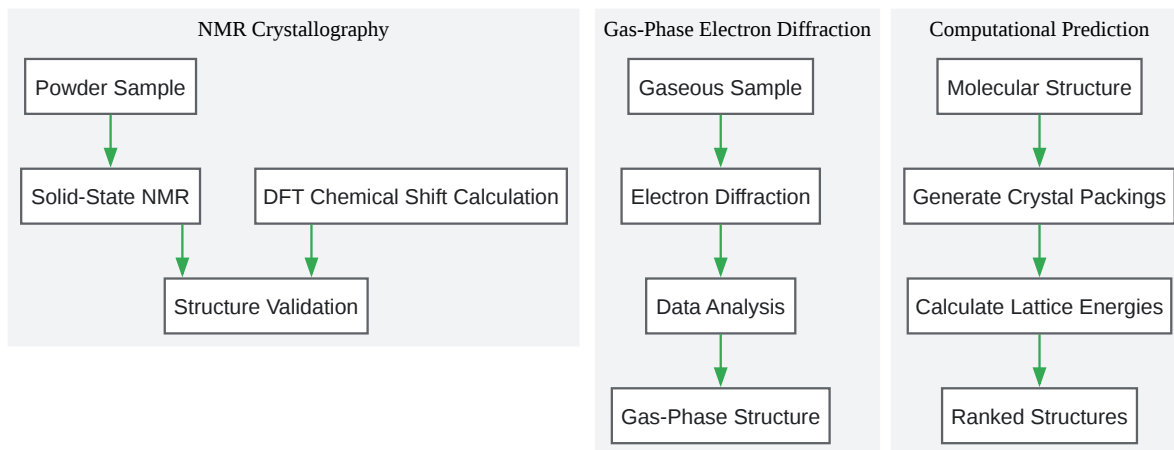 NMR Crystallography
Powder Sample
Solid-State NMR
DFT Chemical Shift Calculation
Structure Validation
Gas-Phase Electron Diffraction
Gaseous Sample
Electron Diffraction
Data Analysis
Gas-Phase Structure
Computational Prediction
Molecular Structure
Generate Crystal Packings
Calculate Lattice Energies
Ranked Structures